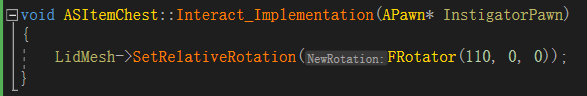 void ASItemChest::Interact_Implementation(APawn* InstigatorPawn)
{
LidMesh->SetRelativeRotation(NewRotation:FRotator(110, 0, 0));
}